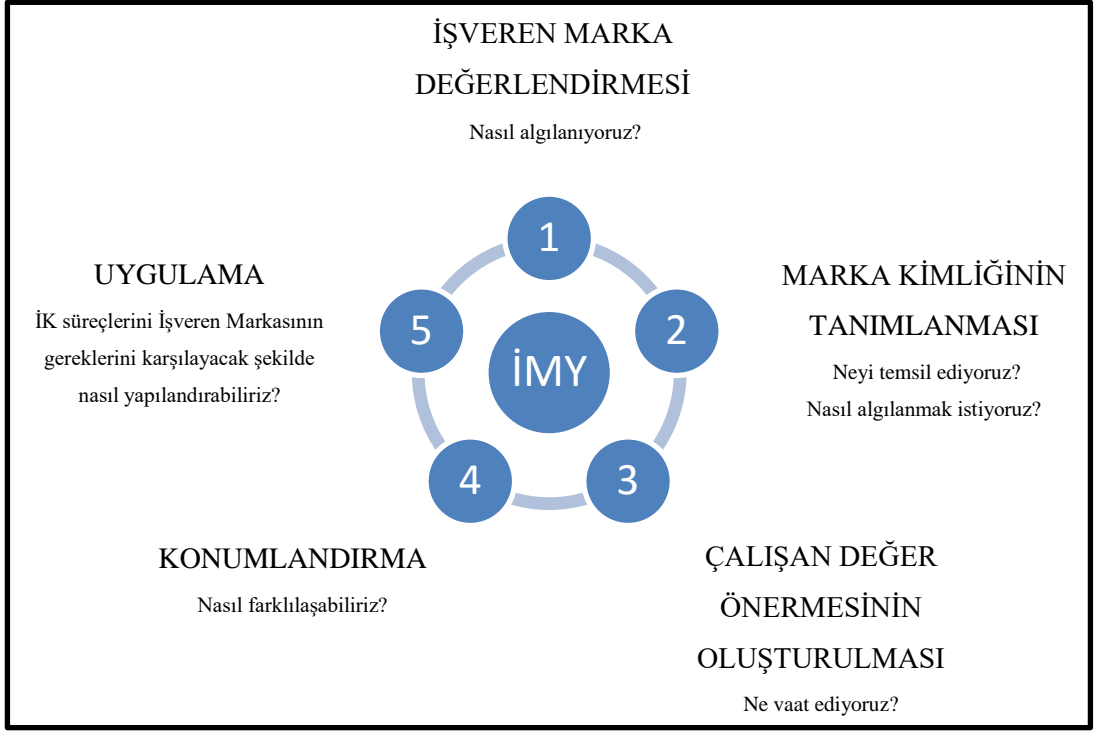 İŞVEREN MARKA
DEĞERLENDİRMESİ
Nasıl algılanıyoruz?
1
MARKA KİMLİĞİNİN
TANIMLANMASI
Neyi temsil ediyoruz?
Nasıl algılanmak istiyoruz?
2
ÇALIŞAN DEĞER
ÖNERMESİNİN
OLUŞTURULMASI
Ne vaat ediyoruz?
3
KONUMLANDIRMA
Nasıl farklılaşabiliriz?
4
UYGULAMA
İK süreçlerini İşveren Markasının
gereklerini karşılayacak şekilde
nasıl yapılandırabiliriz?
5
İMY